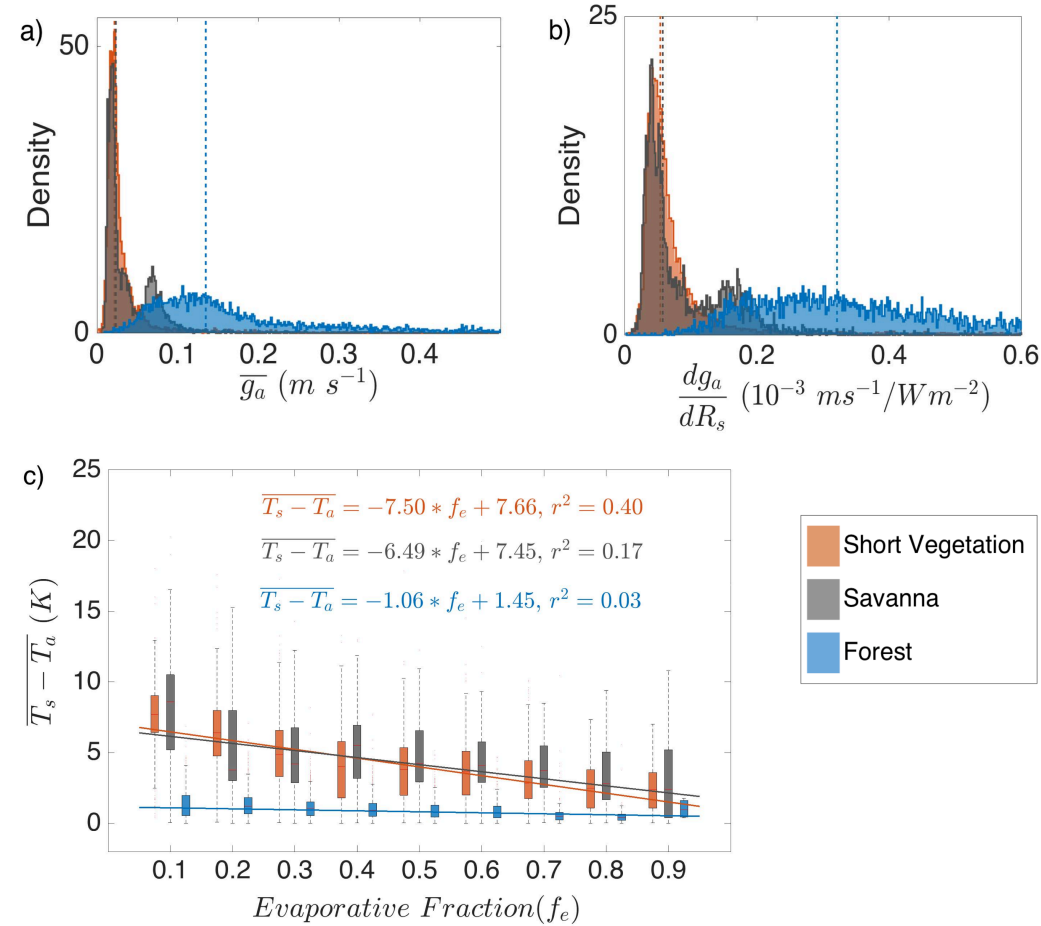 a)
50
0
Density
0 0.1 0.2 0.3 0.4
$\overline{g_a}$ (m s⁻¹)
b)
25
0
Density
0 0.2 0.4 0.6
$\frac{dg_a}{dR_s}$ (10⁻³ ms⁻¹/Wm⁻²)
c)
25
20
15
10
5
0
$\overline{T_s - T_a}$ (K)
$\overline{T_s - T_a}$ = −7.50 * f_e + 7.66, r² = 0.40
$\overline{T_s - T_a}$ = −6.49 * f_e + 7.45, r² = 0.17
$\overline{T_s - T_a}$ = −1.06 * f_e + 1.45, r² = 0.03
0.1 0.2 0.3 0.4 0.5 0.6 0.7 0.8 0.9
Evaporative Fraction(f_e)
Short Vegetation
Savanna
Forest